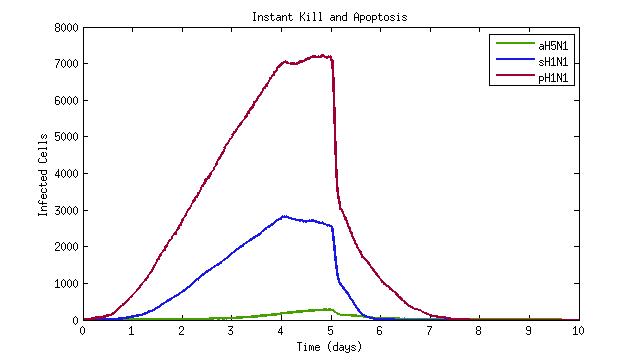 Instant Kill and Apoptosis
8000
7000
6000
5000
4000
3000
2000
1000
0
Infected Cells
aH5N1
sH1N1
pH1N1
0 1 2 3 4 5 6 7 8 9 10
Time (days)